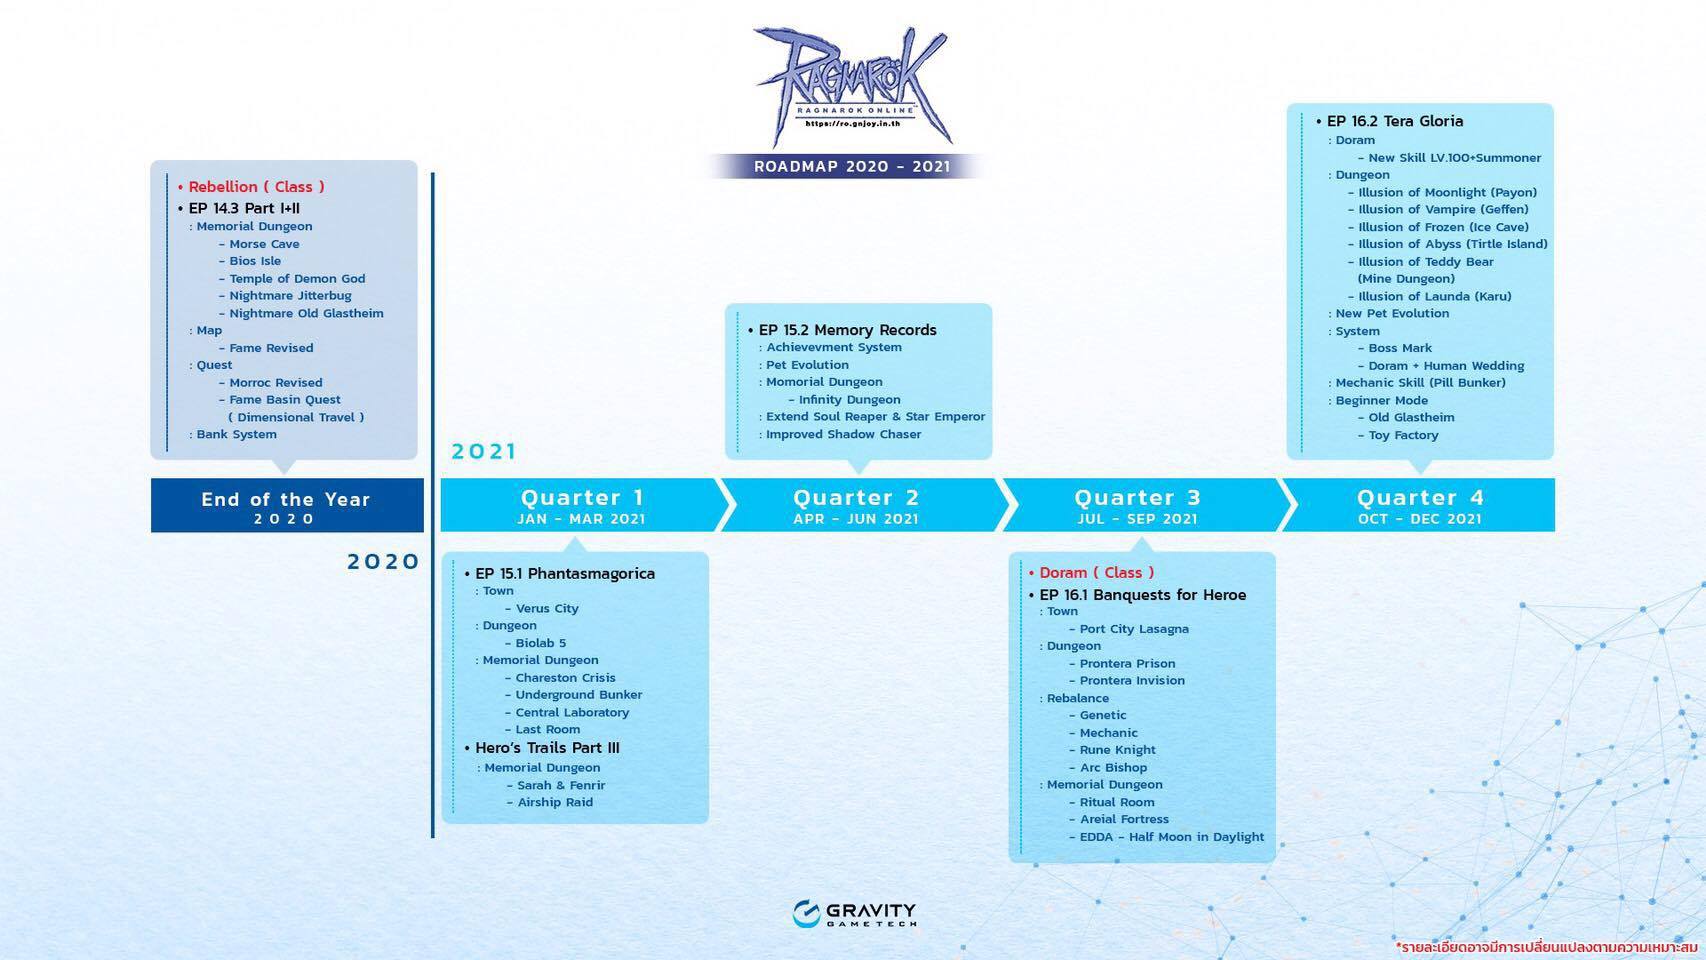 RAGNARÖK
RAGNAROK ONLINE
https://ro.gnjoy.in.th
ROADMAP 2020 - 2021
• Rebellion ( Class )
• EP 14.3 Part I+II
: Memorial Dungeon
- Morse Cave
- Bios Isle
- Temple of Demon God
- Nightmare Jitterbug
- Nightmare Old Glastheim
: Map
- Fame Revised
: Quest
- Morroc Revised
- Fame Basin Quest
( Dimensional Travel )
: Bank System
End of the Year
2020
2020
2021
Quarter 1
JAN - MAR 2021
• EP 15.1 Phantasmagorica
: Town
- Verus City
: Dungeon
- Biolab 5
: Memorial Dungeon
- Chareston Crisis
- Underground Bunker
- Central Laboratory
- Last Room
• Hero's Trails Part III
: Memorial Dungeon
- Sarah & Fenrir
- Airship Raid
• EP 15.2 Memory Records
: Achievevment System
: Pet Evolution
: Momorial Dungeon
- Infinity Dungeon
: Extend Soul Reaper & Star Emperor
: Improved Shadow Chaser
Quarter 2
APR - JUN 2021
Quarter 3
JUL - SEP 2021
• Doram ( Class )
• EP 16.1 Banquests for Heroe
: Town
- Port City Lasagna
: Dungeon
- Prontera Prison
- Prontera Invision
: Rebalance
- Genetic
- Mechanic
- Rune Knight
- Arc Bishop
: Memorial Dungeon
- Ritual Room
- Areial Fortress
- EDDA - Half Moon in Daylight
• EP 16.2 Tera Gloria
: Doram
- New Skill LV.100+Summoner
: Dungeon
- Illusion of Moonlight (Payon)
- Illusion of Vampire (Geffen)
- Illusion of Frozen (Ice Cave)
- Illusion of Abyss (Tirtle Island)
- Illusion of Teddy Bear
(Mine Dungeon)
- Illusion of Launda (Karu)
: New Pet Evolution
: System
- Boss Mark
- Doram + Human Wedding
: Mechanic Skill (Pill Bunker)
: Beginner Mode
- Old Glastheim
- Toy Factory
Quarter 4
OCT - DEC 2021
GRAVITY
GAME TECH
*รายละเอียดอาจมีการเปลี่ยนแปลงตามความเหมาะสม